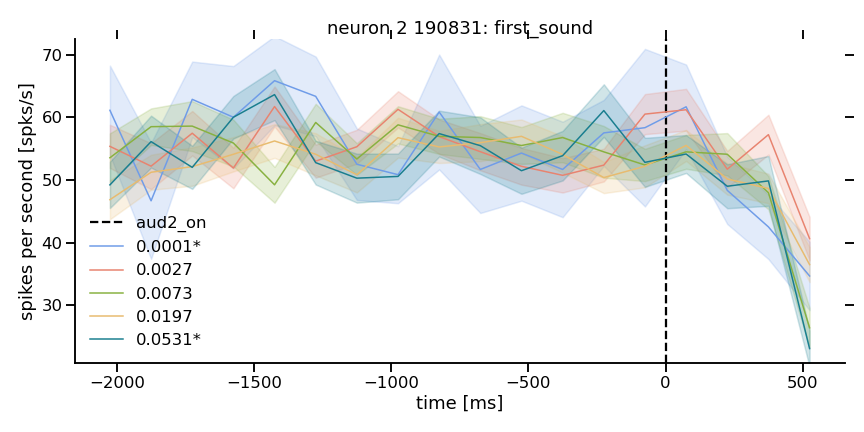 neuron 2 190831: first_sound
spikes per second [spks/s]
70
60
50
40
30
aud2_on
0.0001*
0.0027
0.0073
0.0197
0.0531*
−2000 −1500 −1000 −500 0 500
time [ms]